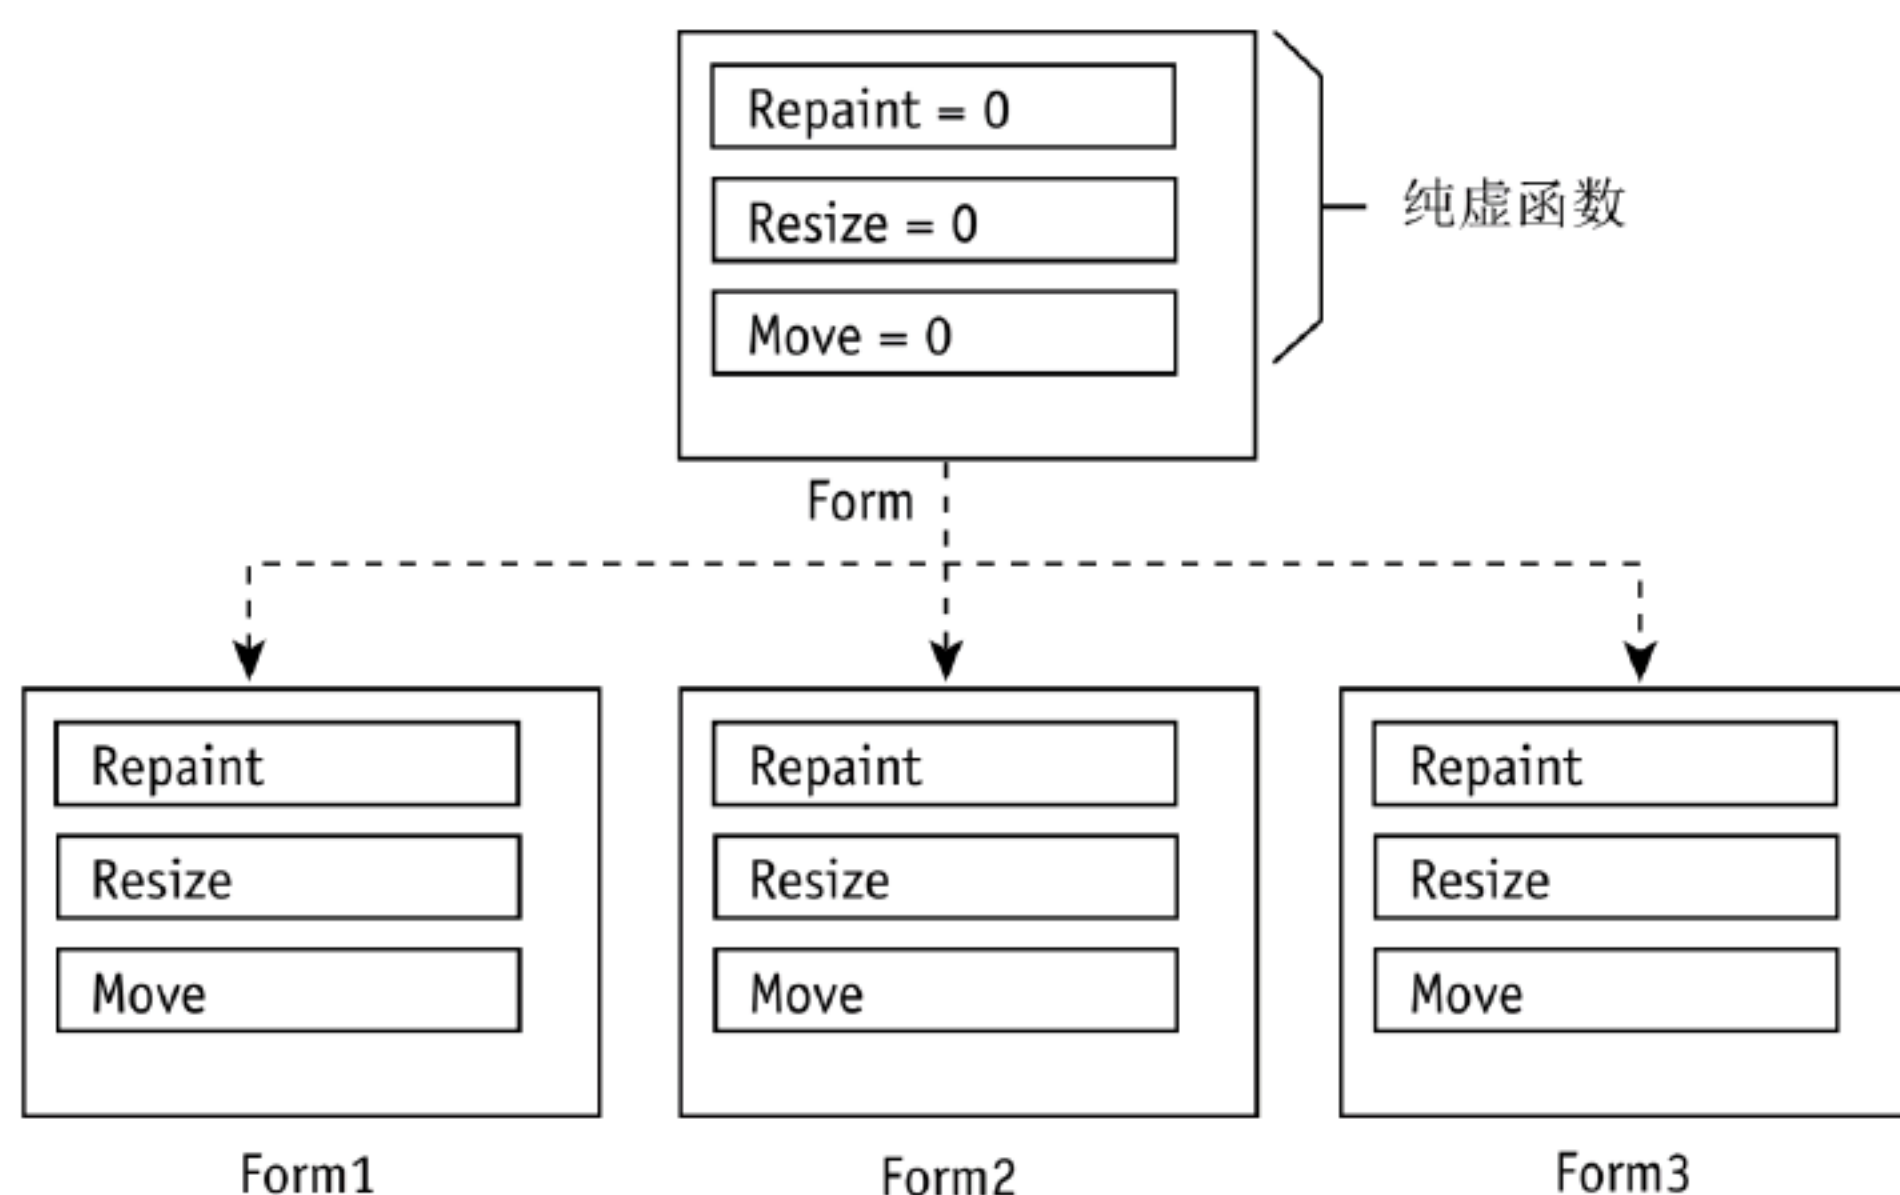 Repaint = 0
Resize = 0
Move = 0
纯虚函数
Form
Repaint
Resize
Move
Form1
Repaint
Resize
Move
Form2
Repaint
Resize
Move
Form3